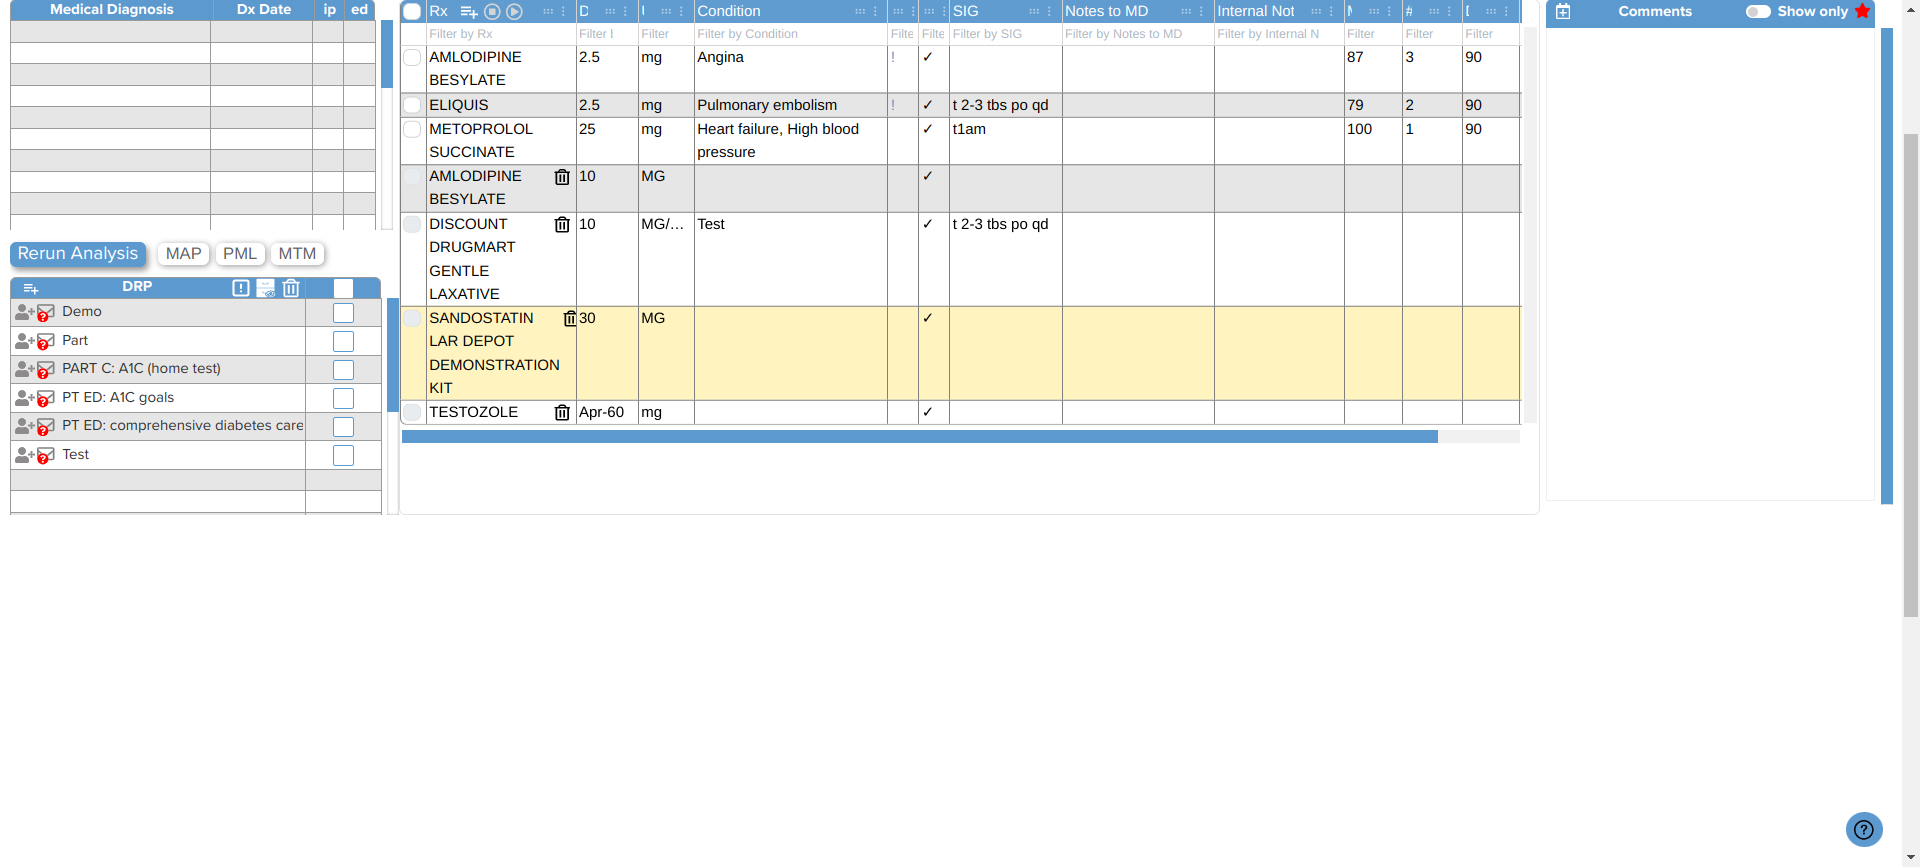 Medical Diagnosis Dx Date ip ed
Rerun Analysis MAP PML MTM
DRP
Demo
Part
PART C: A1C (home test)
PT ED: A1C goals
PT ED: comprehensive diabetes care
Test
Rx D Condition SIG Notes to MD Internal Not #
Filter by Rx Filter Filter Filter by Condition Filte Filte Filter by SIG Filter by Notes to MD Filter by Internal N Filter Filter Filter
AMLODIPINE 2.5 mg Angina ! ✓ 87 3 90
BESYLATE
ELIQUIS 2.5 mg Pulmonary embolism ! ✓ t 2-3 tbs po qd 79 2 90
METOPROLOL 25 mg Heart failure, High blood ✓ t1am 100 1 90
SUCCINATE pressure
AMLODIPINE 10 MG ✓
BESYLATE
DISCOUNT 10 MG/... Test ✓ t 2-3 tbs po qd
DRUGMART
GENTLE
LAXATIVE
SANDOSTATIN 30 MG ✓
LAR DEPOT
DEMONSTRATION
KIT
TESTOZOLE Apr-60 mg ✓
Comments Show only